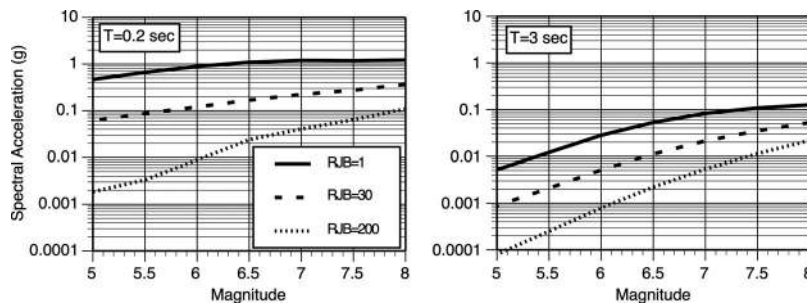 T=0.2 sec
Spectral Acceleration (g)
10
1
0.1
0.01
0.001
0.0001
RJB=1
RJB=30
RJB=200
5 5.5 6 6.5 7 7.5 8
Magnitude
T=3 sec
10
1
0.1
0.01
0.001
0.0001
5 5.5 6 6.5 7 7.5 8
Magnitude